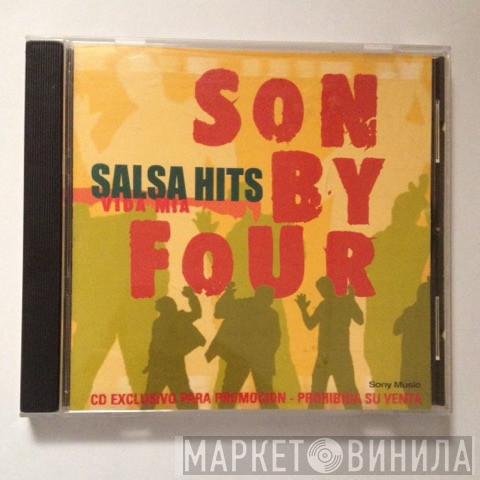 SON
BY
FOUR
SALSA HITS
VIDA MIA
Sony Music
CD EXCLUSIVO PARA PROMOCION - PROHIBIDA SU VENTA
МАРКЕТ ВИНИЛА